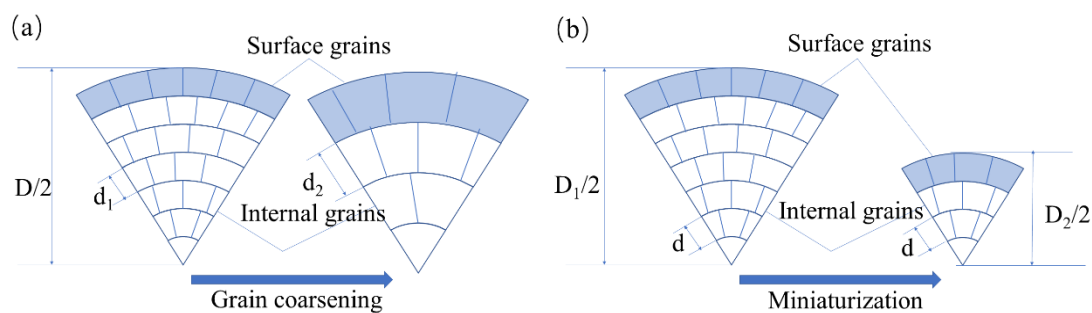 (a)
Surface grains
D/2
d₁
d₂
Internal grains
Grain coarsening
(b)
Surface grains
D₁/2
Internal grains
d
d
D₂/2
Miniaturization